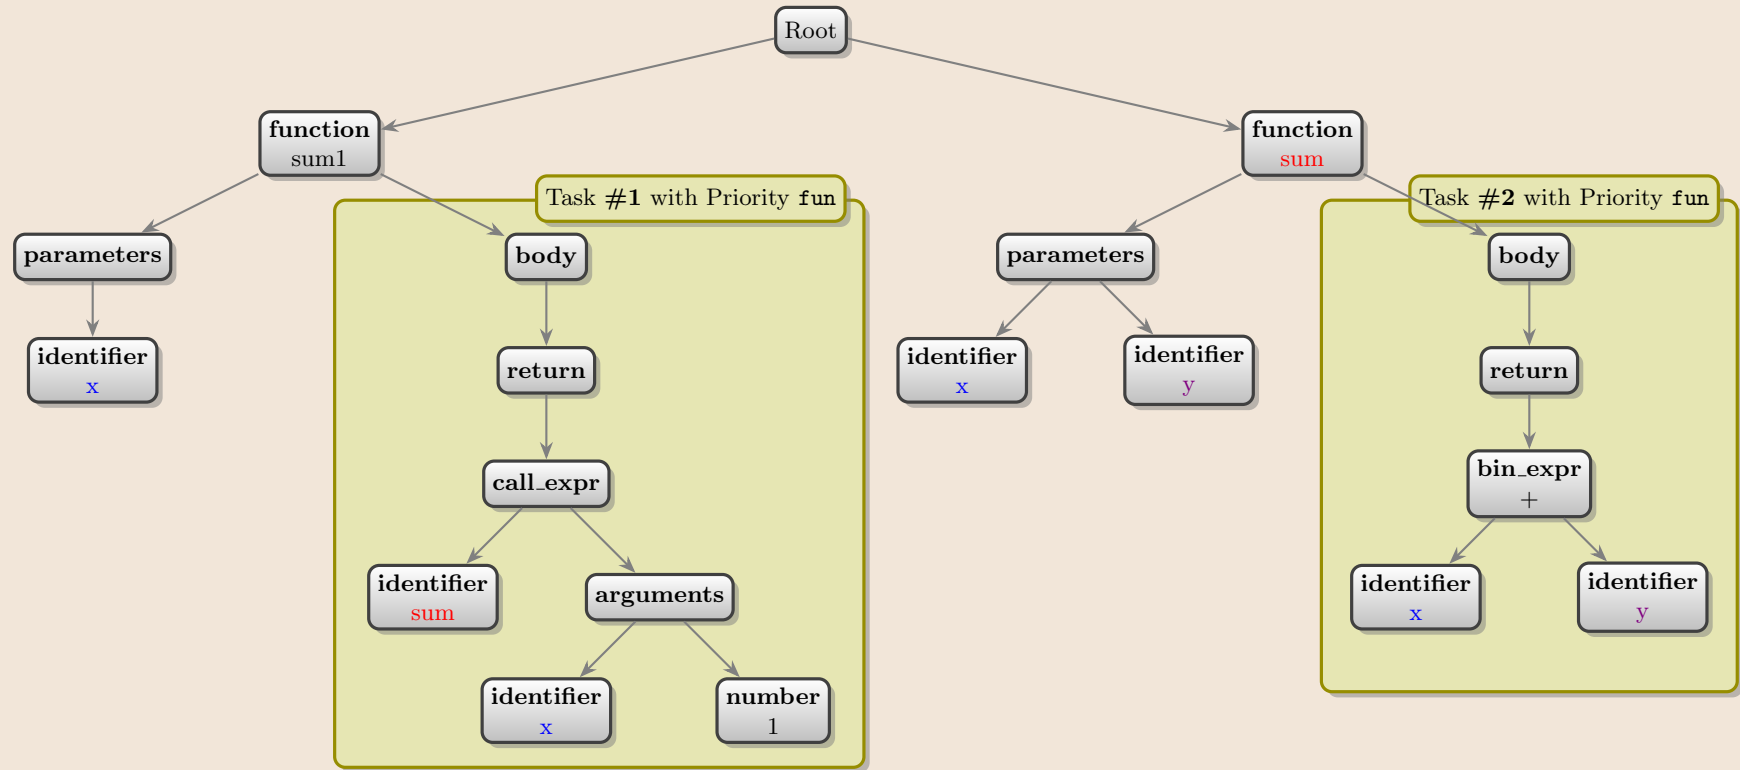 Root
function
sum1
function
sum
Task #1 with Priority fun
Task #2 with Priority fun
parameters
body
parameters
body
identifier
x
return
identifier
x
identifier
y
return
call_expr
bin_expr
+
identifier
sum
arguments
identifier
x
identifier
y
identifier
x
number
1